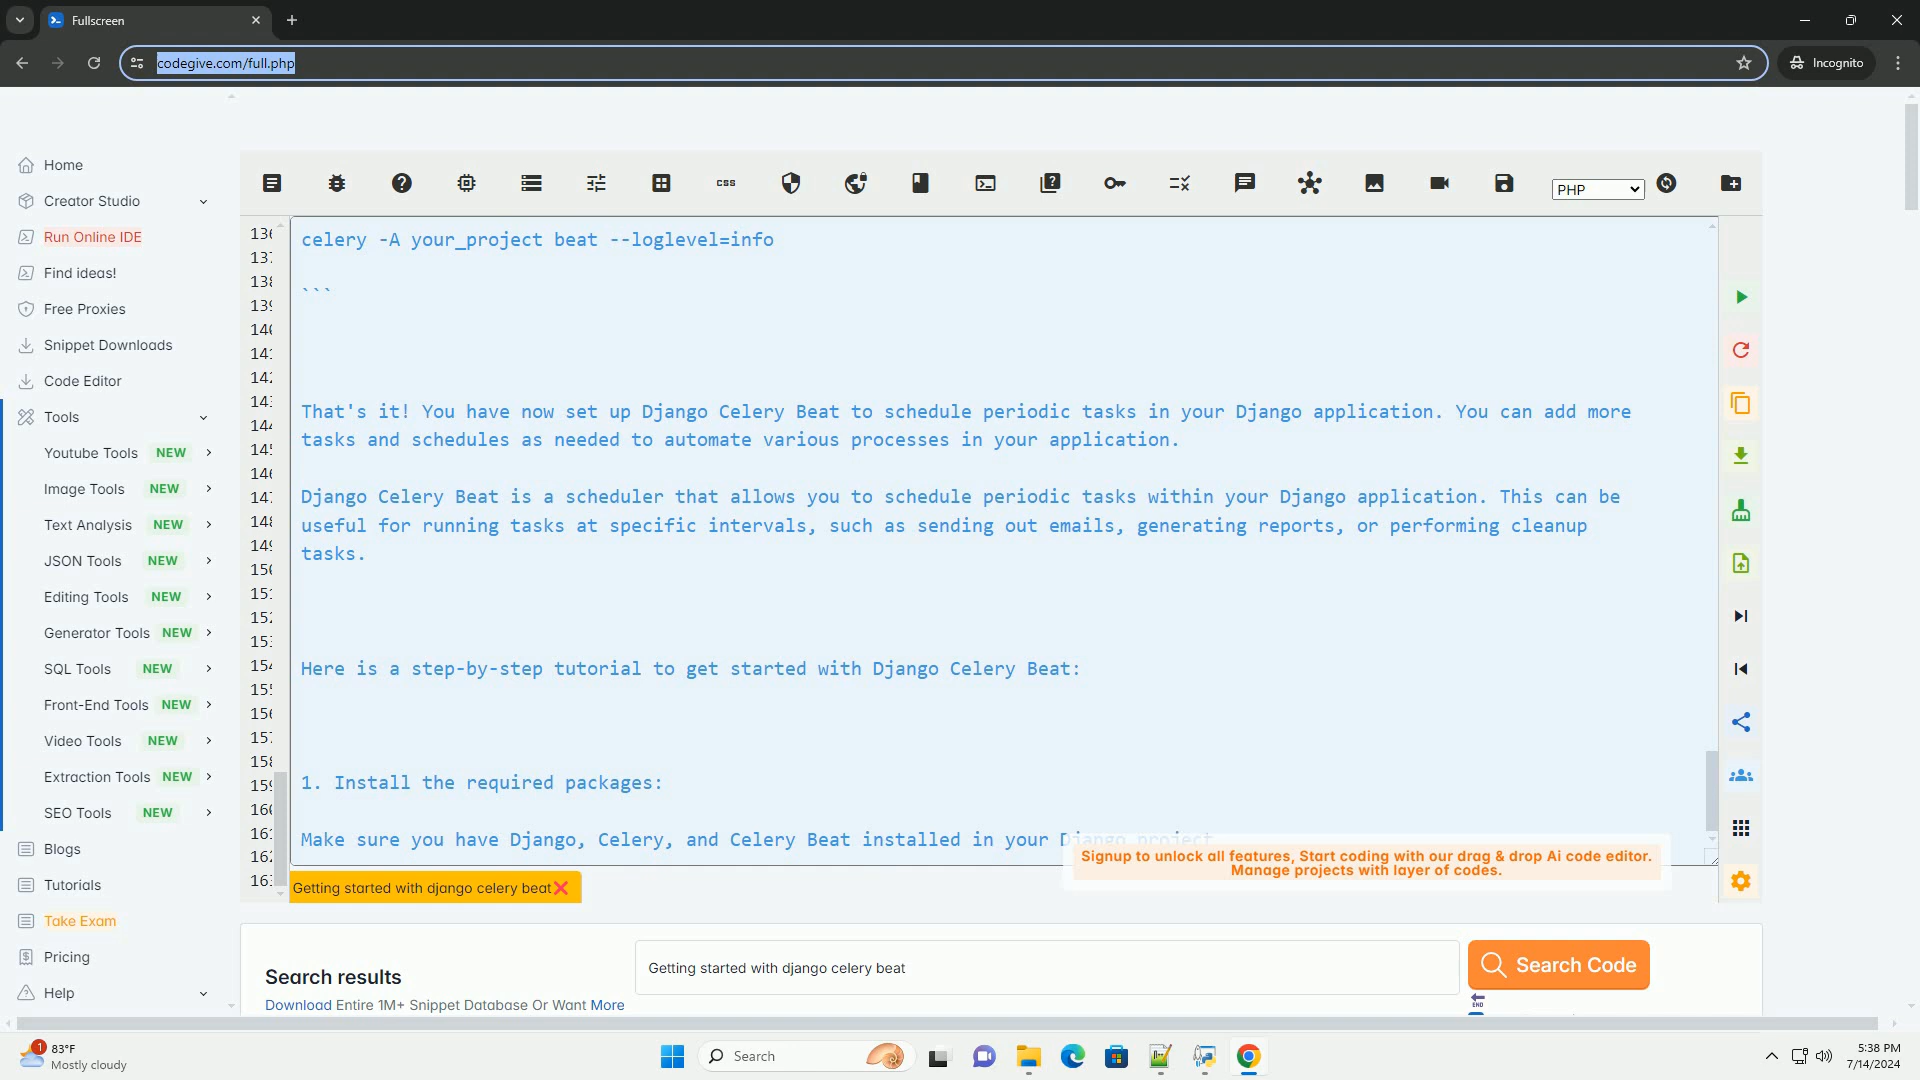 Fullscreen
codegive.com/full.php
Incognito
Home
Creator Studio
Run Online IDE
Find ideas!
Free Proxies
Snippet Downloads
Code Editor
Tools
Youtube Tools NEW
Image Tools NEW
Text Analysis NEW
JSON Tools NEW
Editing Tools NEW
Generator Tools NEW
SQL Tools NEW
Front-End Tools NEW
Video Tools NEW
Extraction Tools NEW
SEO Tools NEW
Blogs
Tutorials
Take Exam
Pricing
Help
css
PHP
celery -A your_project beat --loglevel=info
```
That's it! You have now set up Django Celery Beat to schedule periodic tasks in your Django application. You can add more
tasks and schedules as needed to automate various processes in your application.
Django Celery Beat is a scheduler that allows you to schedule periodic tasks within your Django application. This can be
useful for running tasks at specific intervals, such as sending out emails, generating reports, or performing cleanup
tasks.
Here is a step-by-step tutorial to get started with Django Celery Beat:
1. Install the required packages:
Make sure you have Django, Celery, and Celery Beat installed in your Django project
Signup to unlock all features, Start coding with our drag & drop Ai code editor.
Manage projects with layer of codes.
Getting started with django celery beat
Search results
Download Entire 1M+ Snippet Database Or Want More
Getting started with django celery beat
Search Code
END
1
83°F
Mostly cloudy
Search
5:38 PM
7/14/2024